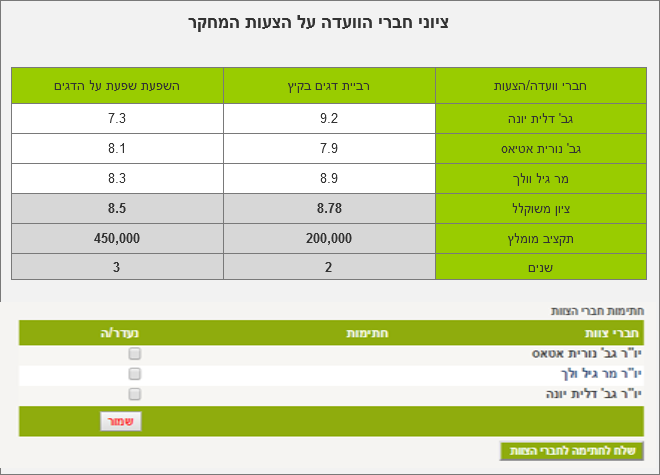 ציוני חברי הוועדה על הצעות המחקר
חברי וועדה/הצעות רביית דגים בקיץ השפעת שפעת על הדגים
גב' דלית יונה 9.2 7.3
גב' נורית אטיאס 7.9 8.1
מר גיל וולך 8.9 8.3
ציון משוקלל 8.78 8.5
תקציב מומלץ 200,000 450,000
שנים 2 3
חתימות חברי הצוות
חברי צוות חתימות נעדר/ה
יו"ר גב' נורית אטאס
יו"ר מר גיל ולך
יו"ר גב' דלית יונה
שמור
שלח לחתימה לחברי הצוות